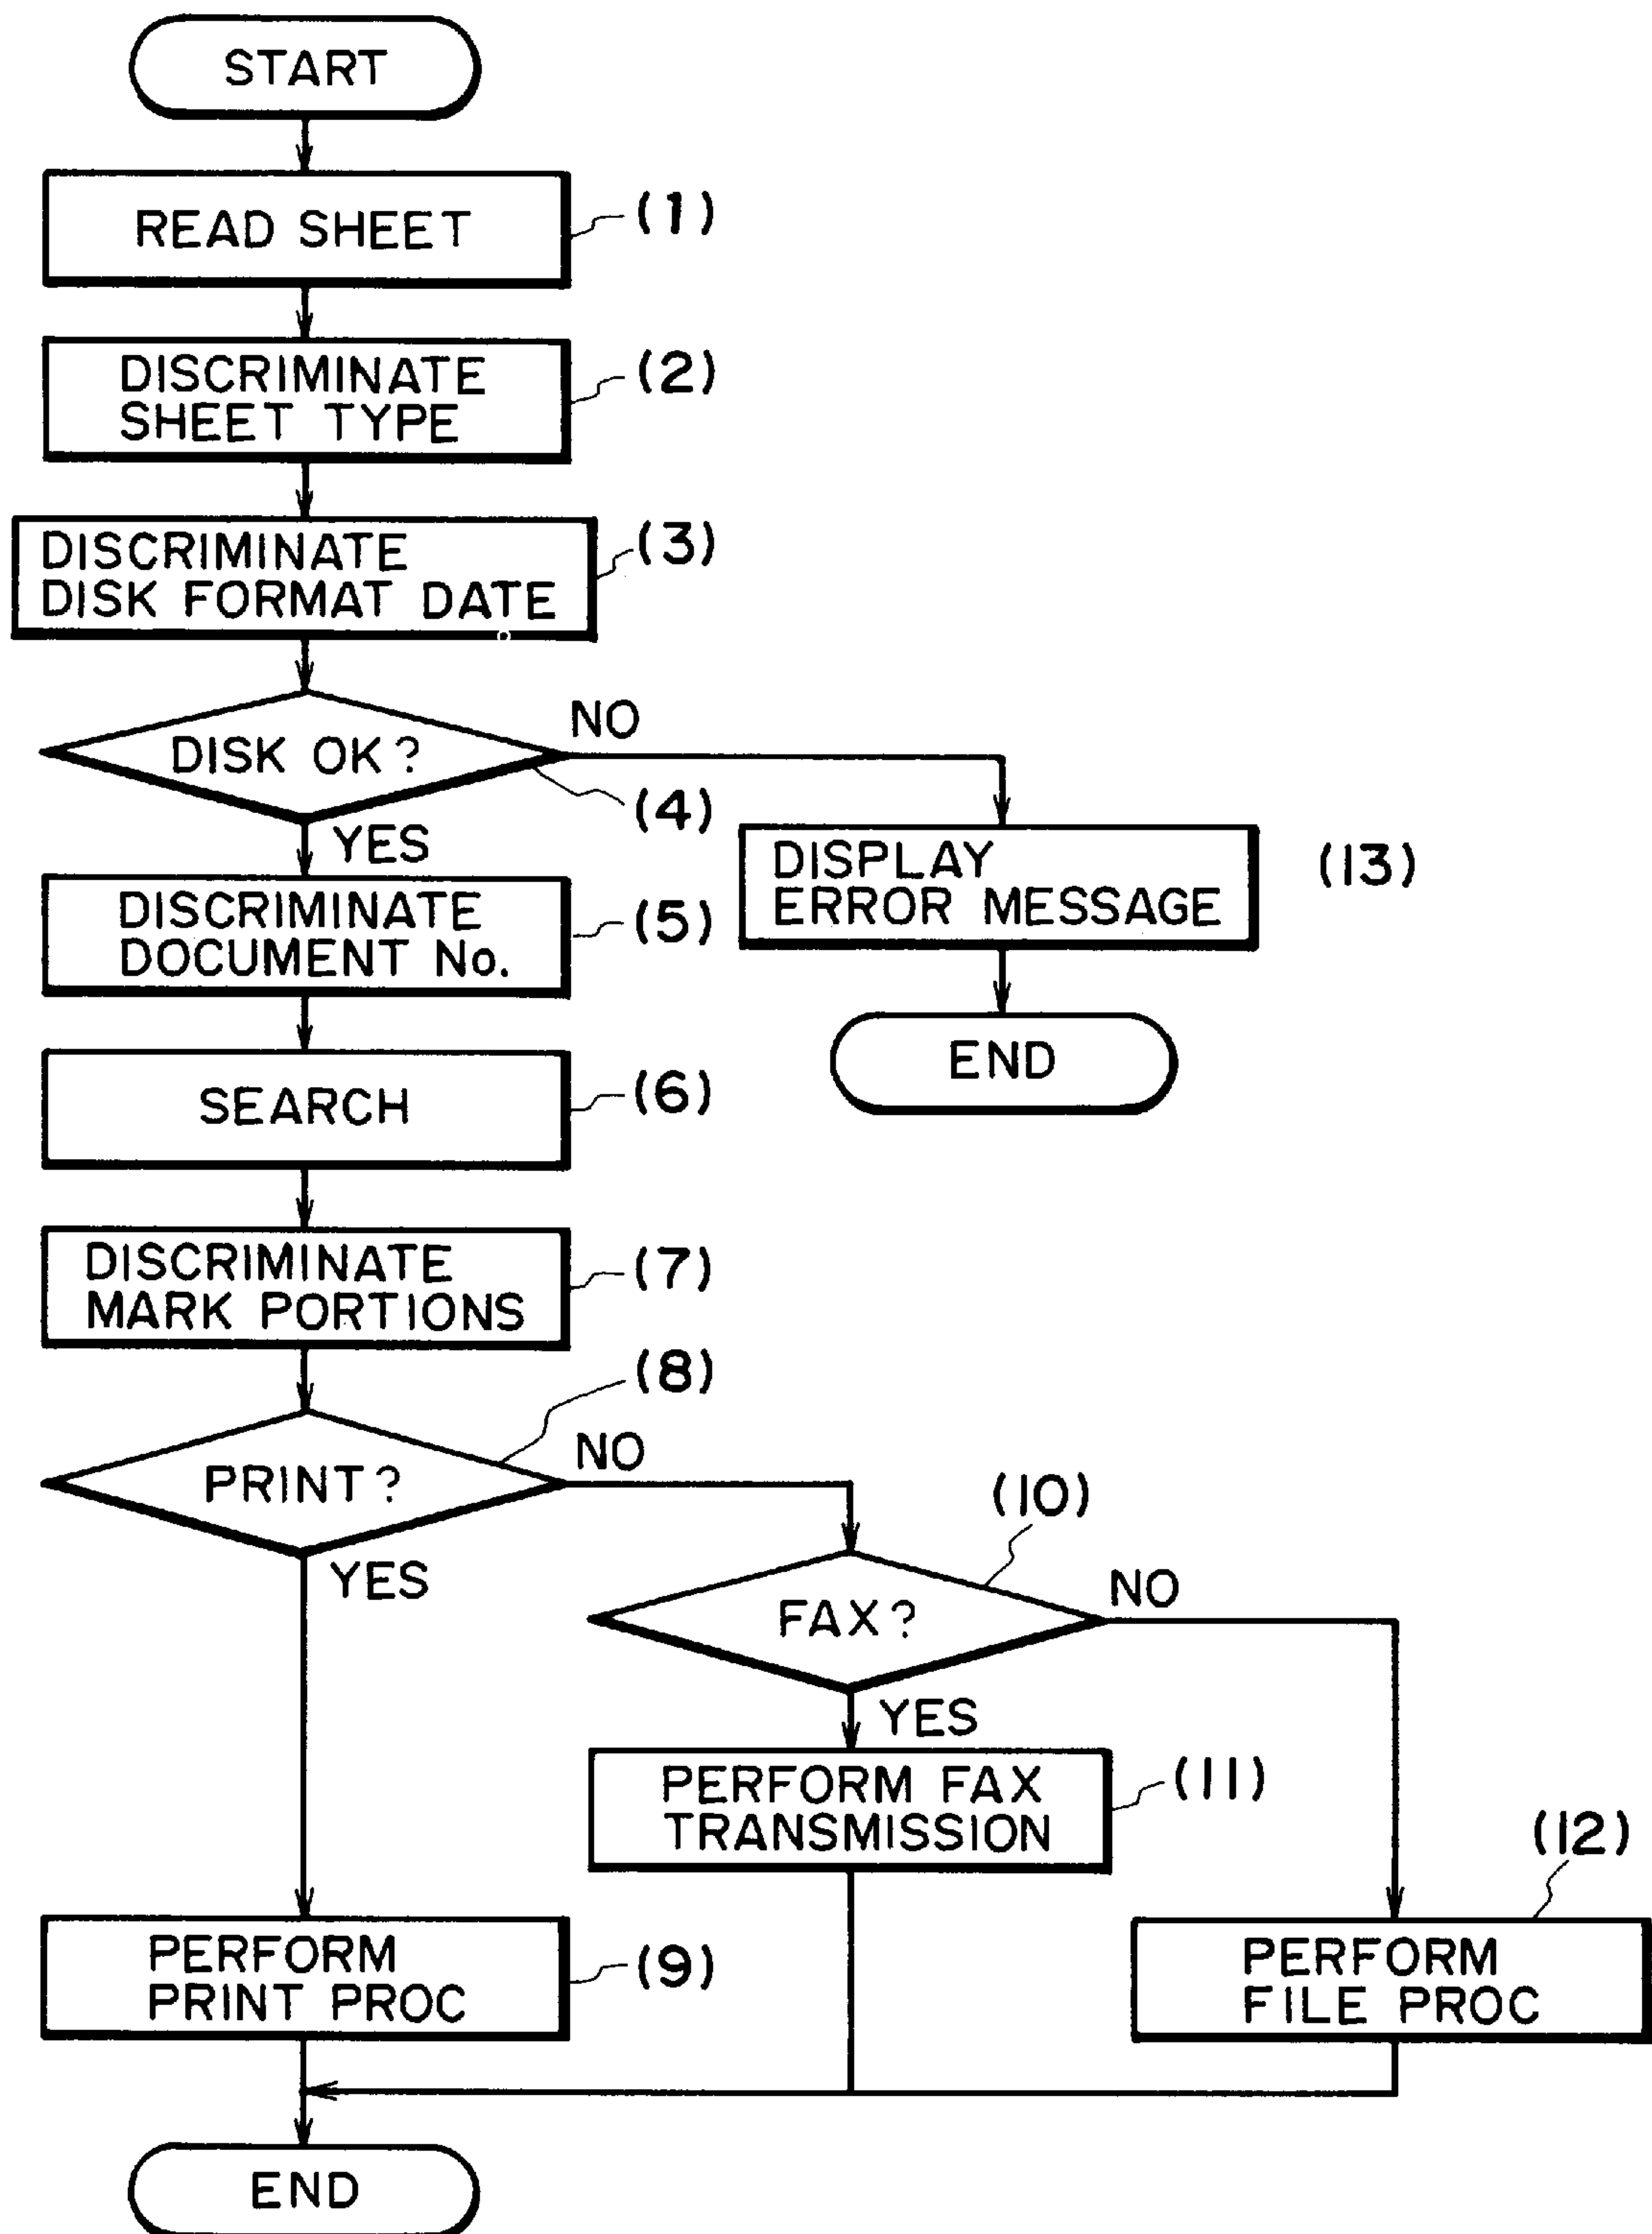 START
READ SHEET
(1)
DISCRIMINATE
SHEET TYPE
(2)
DISCRIMINATE
DISK FORMAT DATE
(3)
DISK OK?
NO
(4)
YES
DISPLAY
ERROR MESSAGE
(13)
DISCRIMINATE
DOCUMENT No.
(5)
END
SEARCH
(6)
DISCRIMINATE
MARK PORTIONS
(7)
(8)
PRINT?
NO
YES
(10)
FAX?
NO
YES
PERFORM FAX
TRANSMISSION
(11)
(12)
PERFORM
PRINT PROC
(9)
PERFORM
FILE PROC
END